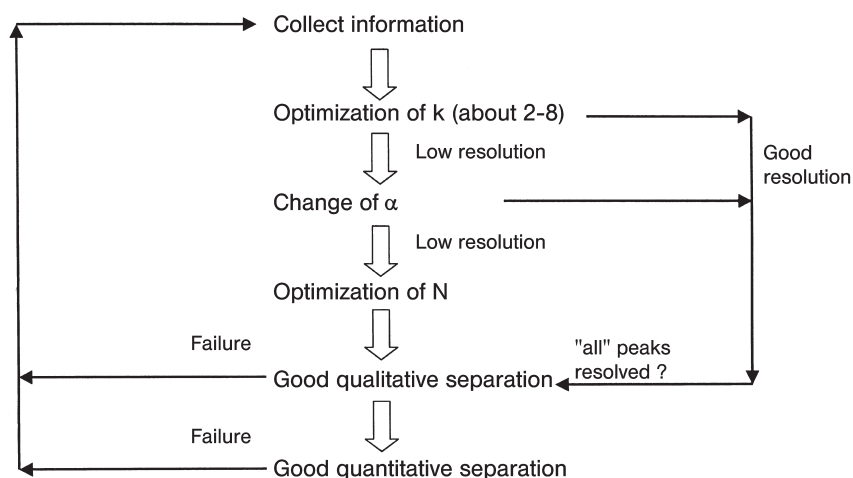 Collect information
Optimization of k (about 2-8)
Low resolution
Good
resolution
Change of α
Low resolution
Optimization of N
Failure
"all" peaks
resolved ?
Good qualitative separation
Failure
Good quantitative separation